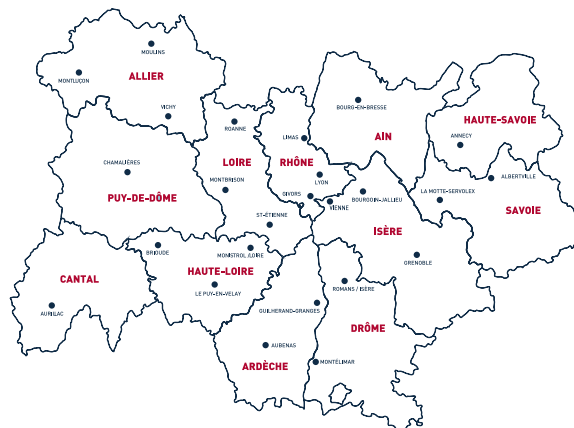 MOULINS
MONTLUÇON
ALLIER
VICHY
BOURG-EN-BRESSE
ROANNE
LIMAS
AIN
HAUTE-SAVOIE
ANNECY
CHAMALIÈRES
LOIRE
RHÔNE
LYON
ALBERTVILLE
MONTBRISON
PUY-DE-DÔME
GIVORS
VIENNE
BOURGOIN-JALLIEU
LA MOTTE-SERVOLEX
SAVOIE
ST-ÉTIENNE
ISÈRE
BRIOUDE
MONISTROL /LOIRE
GRENOBLE
CANTAL
HAUTE-LOIRE
ROMANS / ISÈRE
LE PUY-EN-VELAY
AURILLAC
GUILHERAND-GRANGES
DRÔME
AUBENAS
ARDÈCHE
MONTÉLIMAR